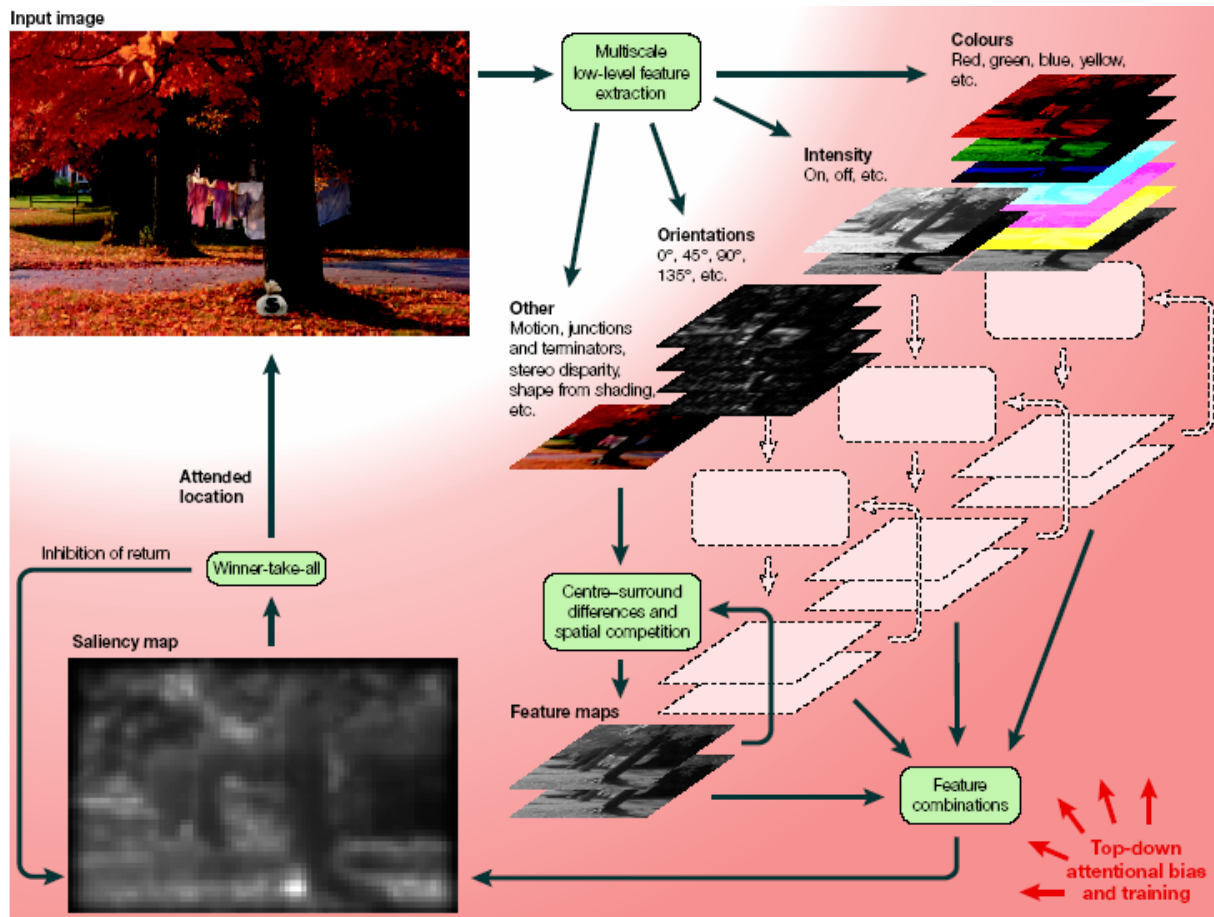 Input image
Multiscale
low-level feature
extraction
Colours
Red, green, blue, yellow,
etc.
Intensity
On, off, etc.
Orientations
0°, 45°, 90°,
135°, etc.
Other
Motion, junctions
and terminators,
stereo disparity,
shape from shading,
etc.
Attended
location
Inhibition of return
Winner-take-all
Centre–surround
differences and
spatial competition
Saliency map
Feature maps
Feature
combinations
Top-down
attentional bias
and training